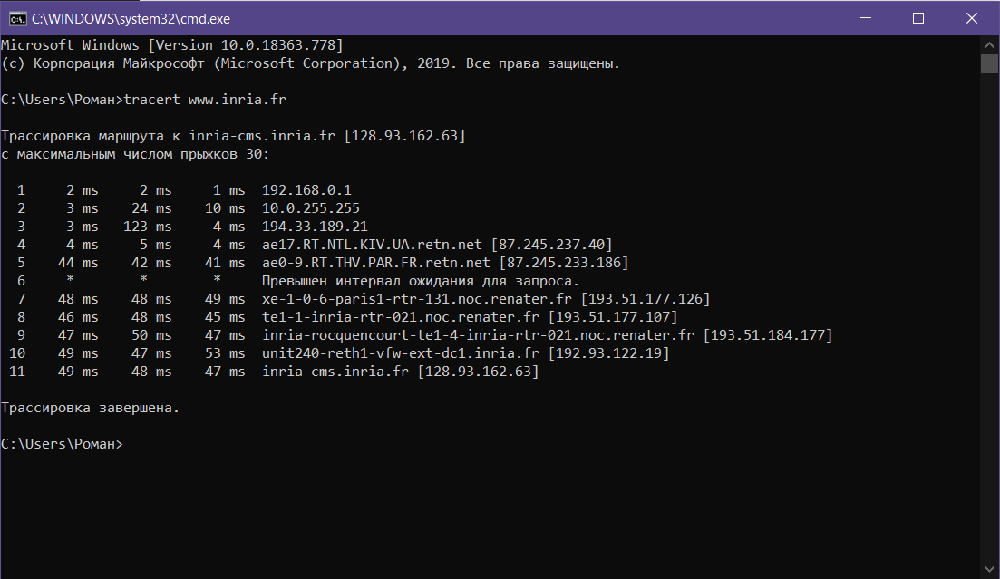 C:\WINDOWS\system32\cmd.exe
Microsoft Windows [Version 10.0.18363.778]
(c) Корпорация Майкрософт (Microsoft Corporation), 2019. Все права защищены.
C:\Users\Роман>tracert www.inria.fr
Трассировка маршрута к inria-cms.inria.fr [128.93.162.63]
с максимальным числом прыжков 30:
1 2 ms 2 ms 1 ms 192.168.0.1
2 3 ms 24 ms 10 ms 10.0.255.255
3 3 ms 123 ms 4 ms 194.33.189.21
4 4 ms 5 ms 4 ms ae17.RT.NTL.KIV.UA.retn.net [87.245.237.40]
5 44 ms 42 ms 41 ms ae0-9.RT.THV.PAR.FR.retn.net [87.245.233.186]
6 * * * Превышен интервал ожидания для запроса.
7 48 ms 48 ms 49 ms xe-1-0-6-paris1-rtr-131.noc.renater.fr [193.51.177.126]
8 46 ms 48 ms 45 ms te1-1-inria-rtr-021.noc.renater.fr [193.51.177.107]
9 47 ms 50 ms 47 ms inria-rocquencourt-te1-4-inria-rtr-021.noc.renater.fr [193.51.184.177]
10 49 ms 47 ms 53 ms unit240-reth1-vfw-ext-dc1.inria.fr [192.93.122.19]
11 49 ms 48 ms 47 ms inria-cms.inria.fr [128.93.162.63]
Трассировка завершена.
C:\Users\Роман>